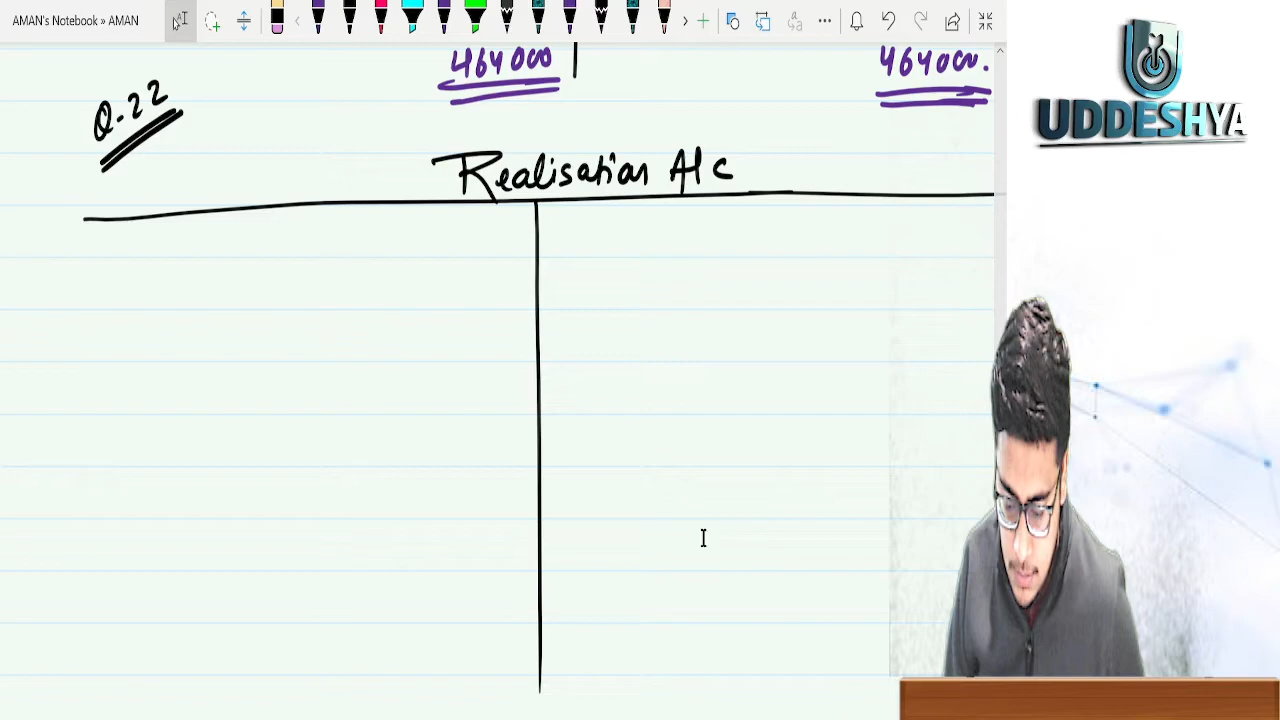 AMAN's Notebook » AMAN
464000 464000.
Q.22
Realisation A/c
UDDESHYA